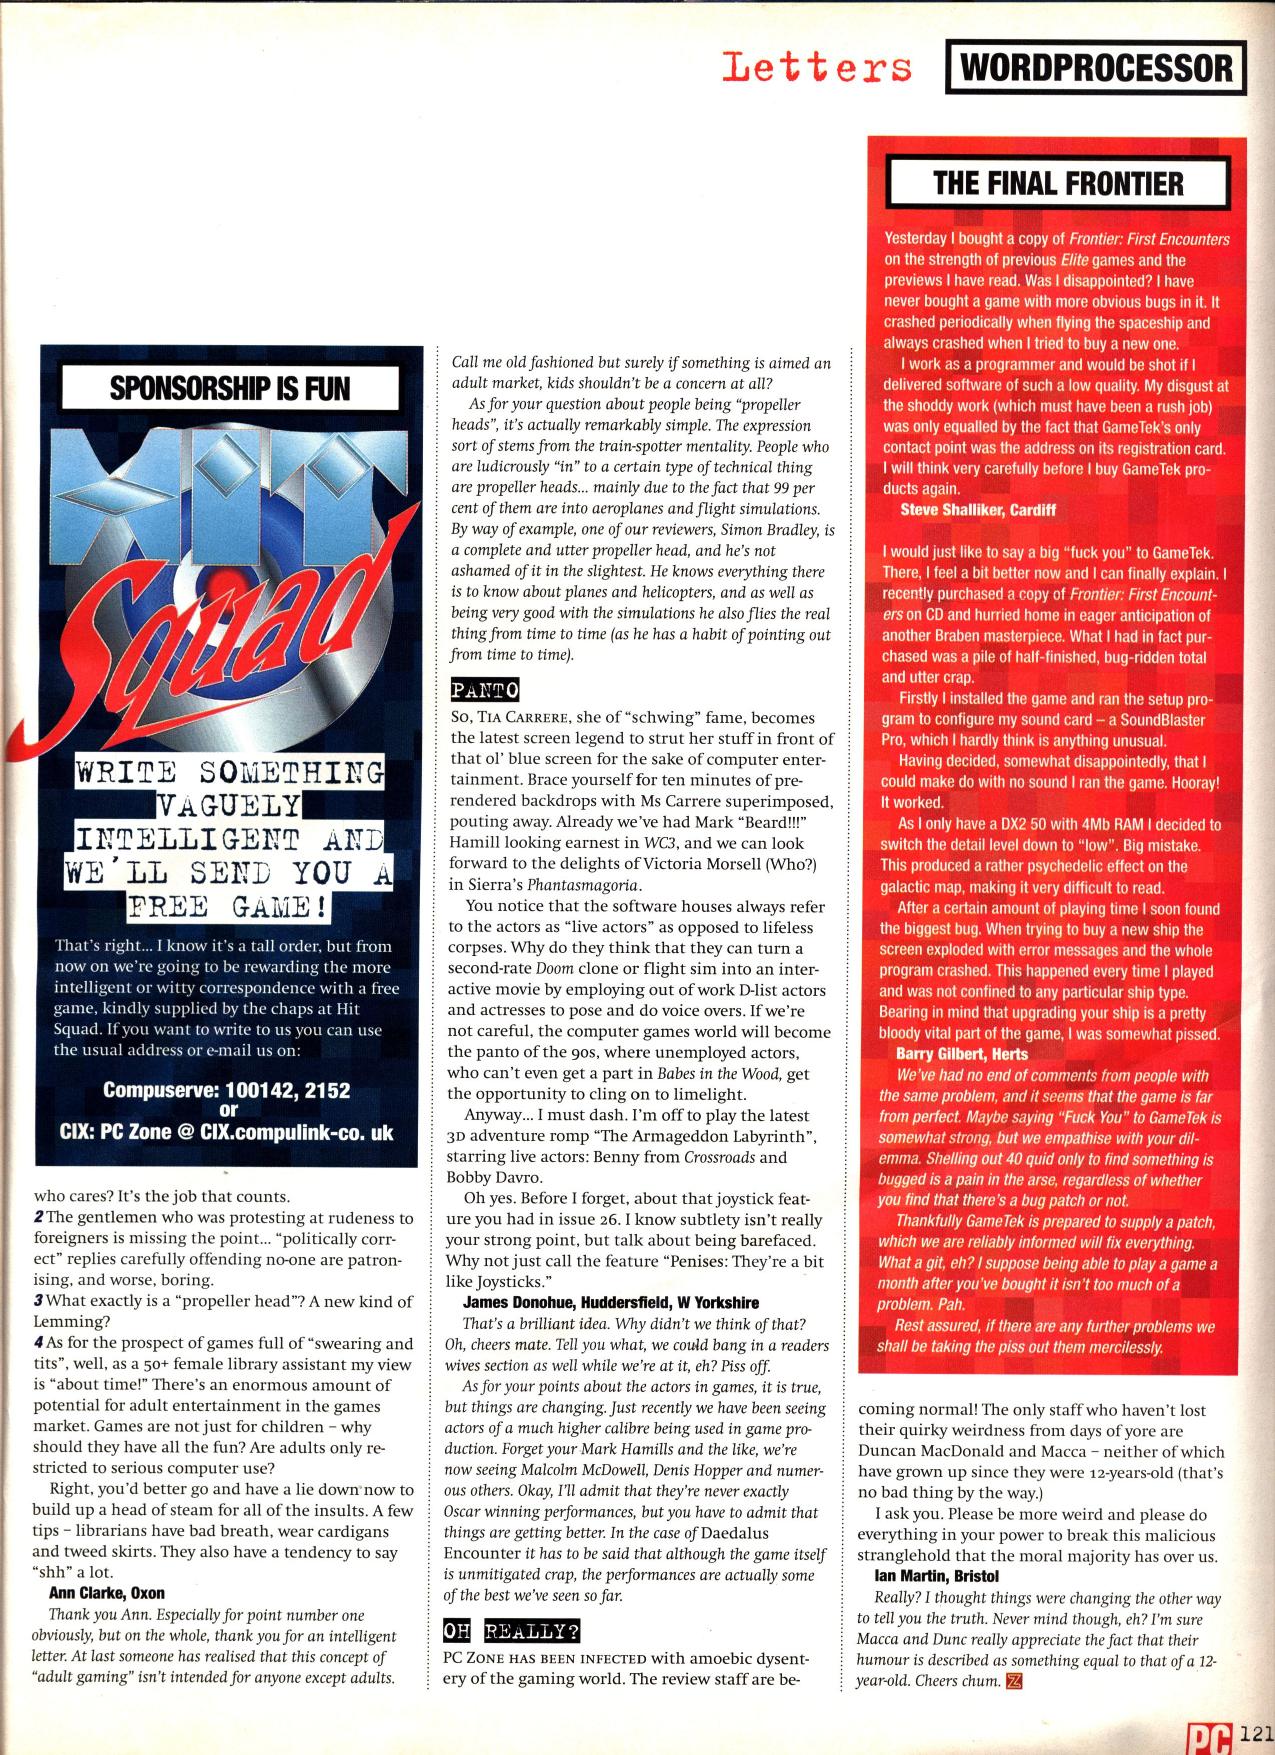 Letters WORDPROCESSOR
SPONSORSHIP IS FUN
HIT
Squad
WRITE SOMETHING
VAGUELY
INTELLIGENT AND
WE'LL SEND YOU A
FREE GAME!
That's right... I know it's a tall order, but from
now on we're going to be rewarding the more
intelligent or witty correspondence with a free
game, kindly supplied by the chaps at Hit
Squad. If you want to write to us you can use
the usual address or e-mail us on:
Compuserve: 100142, 2152
or
CIX: PC Zone @ CIX.compulink-co. uk
who cares? It's the job that counts.
2 The gentlemen who was protesting at rudeness to
foreigners is missing the point... “politically corr-
ect” replies carefully offending no-one are patron-
ising, and worse, boring.
3 What exactly is a “propeller head”? A new kind of
Lemming?
4 As for the prospect of games full of “swearing and
tits”, well, as a 50+ female library assistant my view
is “about time!” There's an enormous amount of
potential for adult entertainment in the games
market. Games are not just for children – why
should they have all the fun? Are adults only re-
stricted to serious computer use?
Right, you'd better go and have a lie down now to
build up a head of steam for all of the insults. A few
tips – librarians have bad breath, wear cardigans
and tweed skirts. They also have a tendency to say
“shh” a lot.
Ann Clarke, Oxon
Thank you Ann. Especially for point number one
obviously, but on the whole, thank you for an intelligent
letter. At last someone has realised that this concept of
“adult gaming” isn't intended for anyone except adults.
Call me old fashioned but surely if something is aimed an
adult market, kids shouldn't be a concern at all?
As for your question about people being “propeller
heads”, it's actually remarkably simple. The expression
sort of stems from the train-spotter mentality. People who
are ludicrously “in” to a certain type of technical thing
are propeller heads... mainly due to the fact that 99 per
cent of them are into aeroplanes and flight simulations.
By way of example, one of our reviewers, Simon Bradley, is
a complete and utter propeller head, and he's not
ashamed of it in the slightest. He knows everything there
is to know about planes and helicopters, and as well as
being very good with the simulations he also flies the real
thing from time to time (as he has a habit of pointing out
from time to time).
PANTO
So, TIA CARRERE, she of “schwing” fame, becomes
the latest screen legend to strut her stuff in front of
that ol' blue screen for the sake of computer enter-
tainment. Brace yourself for ten minutes of pre-
rendered backdrops with Ms Carrere superimposed,
pouting away. Already we've had Mark “Beard!!!”
Hamill looking earnest in WC3, and we can look
forward to the delights of Victoria Morsell (Who?)
in Sierra's Phantasmagoria.
You notice that the software houses always refer
to the actors as “live actors” as opposed to lifeless
corpses. Why do they think that they can turn a
second-rate Doom clone or flight sim into an inter-
active movie by employing out of work D-list actors
and actresses to pose and do voice overs. If we're
not careful, the computer games world will become
the panto of the 90s, where unemployed actors,
who can't even get a part in Babes in the Wood, get
the opportunity to cling on to limelight.
Anyway... I must dash. I'm off to play the latest
3D adventure romp “The Armageddon Labyrinth”,
starring live actors: Benny from Crossroads and
Bobby Davro.
Oh yes. Before I forget, about that joystick feat-
ure you had in issue 26. I know subtlety isn't really
your strong point, but talk about being barefaced.
Why not just call the feature “Penises: They're a bit
like Joysticks.”
James Donohue, Huddersfield, W Yorkshire
That's a brilliant idea. Why didn't we think of that?
Oh, cheers mate. Tell you what, we could bang in a readers
wives section as well while we're at it, eh? Piss off.
As for your points about the actors in games, it is true,
but things are changing. Just recently we have been seeing
actors of a much higher calibre being used in game pro-
duction. Forget your Mark Hamills and the like, we're
now seeing Malcolm McDowell, Denis Hopper and numer-
ous others. Okay, I'll admit that they're never exactly
Oscar winning performances, but you have to admit that
things are getting better. In the case of Daedalus
Encounter it has to be said that although the game itself
is unmitigated crap, the performances are actually some
of the best we've seen so far.
OH REALLY?
PC ZONE HAS BEEN INFECTED with amoebic dysent-
ery of the gaming world. The review staff are be-
THE FINAL FRONTIER
Yesterday I bought a copy of Frontier: First Encounters
on the strength of previous Elite games and the
previews I have read. Was I disappointed? I have
never bought a game with more obvious bugs in it. It
crashed periodically when flying the spaceship and
always crashed when I tried to buy a new one.
I work as a programmer and would be shot if I
delivered software of such a low quality. My disgust at
the shoddy work (which must have been a rush job)
was only equalled by the fact that GameTek's only
contact point was the address on its registration card.
I will think very carefully before I buy GameTek pro-
ducts again.
Steve Shalliker, Cardiff
I would just like to say a big “fuck you” to GameTek.
There, I feel a bit better now and I can finally explain. I
recently purchased a copy of Frontier: First Encount-
ers on CD and hurried home in eager anticipation of
another Braben masterpiece. What I had in fact pur-
chased was a pile of half-finished, bug-ridden total
and utter crap.
Firstly I installed the game and ran the setup pro-
gram to configure my sound card – a SoundBlaster
Pro, which I hardly think is anything unusual.
Having decided, somewhat disappointedly, that I
could make do with no sound I ran the game. Hooray!
It worked.
As I only have a DX2 50 with 4Mb RAM I decided to
switch the detail level down to “low”. Big mistake.
This produced a rather psychedelic effect on the
galactic map, making it very difficult to read.
After a certain amount of playing time I soon found
the biggest bug. When trying to buy a new ship the
screen exploded with error messages and the whole
program crashed. This happened every time I played
and was not confined to any particular ship type.
Bearing in mind that upgrading your ship is a pretty
bloody vital part of the game, I was somewhat pissed.
Barry Gilbert, Herts
We've had no end of comments from people with
the same problem, and it seems that the game is far
from perfect. Maybe saying “Fuck You” to GameTek is
somewhat strong, but we empathise with your dil-
emma. Shelling out 40 quid only to find something is
bugged is a pain in the arse, regardless of whether
you find that there's a bug patch or not.
Thankfully GameTek is prepared to supply a patch,
which we are reliably informed will fix everything.
What a git, eh? I suppose being able to play a game a
month after you've bought it isn't too much of a
problem. Pah.
Rest assured, if there are any further problems we
shall be taking the piss out them mercilessly.
coming normal! The only staff who haven't lost
their quirky weirdness from days of yore are
Duncan MacDonald and Macca – neither of which
have grown up since they were 12-years-old (that's
no bad thing by the way.)
I ask you. Please be more weird and please do
everything in your power to break this malicious
stranglehold that the moral majority has over us.
Ian Martin, Bristol
Really? I thought things were changing the other way
to tell you the truth. Never mind though, eh? I'm sure
Macca and Dunc really appreciate the fact that their
humour is described as something equal to that of a 12-
year-old. Cheers chum. Z
PC 121